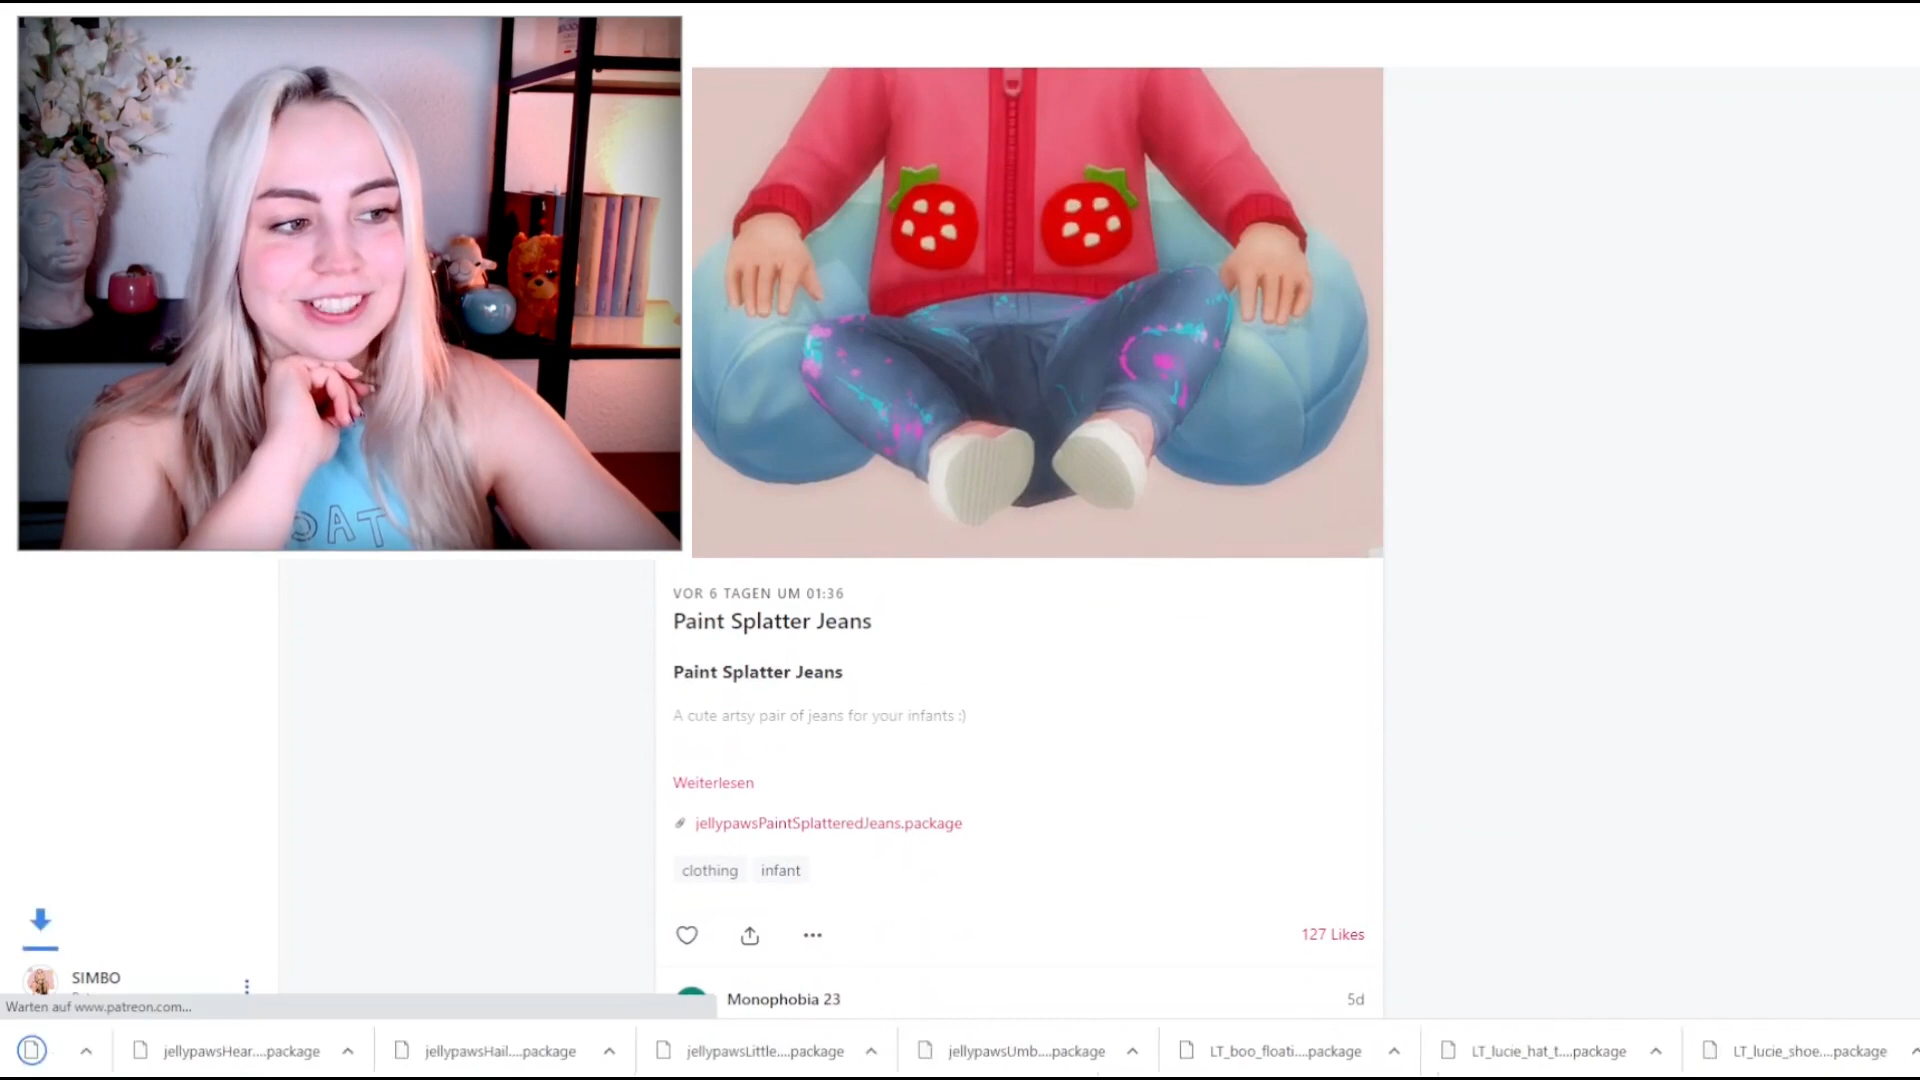 OAT
VOR 6 TAGEN UM 01:36
Paint Splatter Jeans
Paint Splatter Jeans
A cute artsy pair of jeans for your infants :)
Weiterlesen
jellypawsPaintSplatteredJeans.package
clothing infant
127 Likes
SIMBO
Monophobia 23 5d
Warten auf www.patreon.com...
jellypawsHear....package jellypawsHail....package jellypawsLittle....package jellypawsUmb....package LT_boo_floati....package LT_lucie_hat_t....package LT_lucie_shoe....package